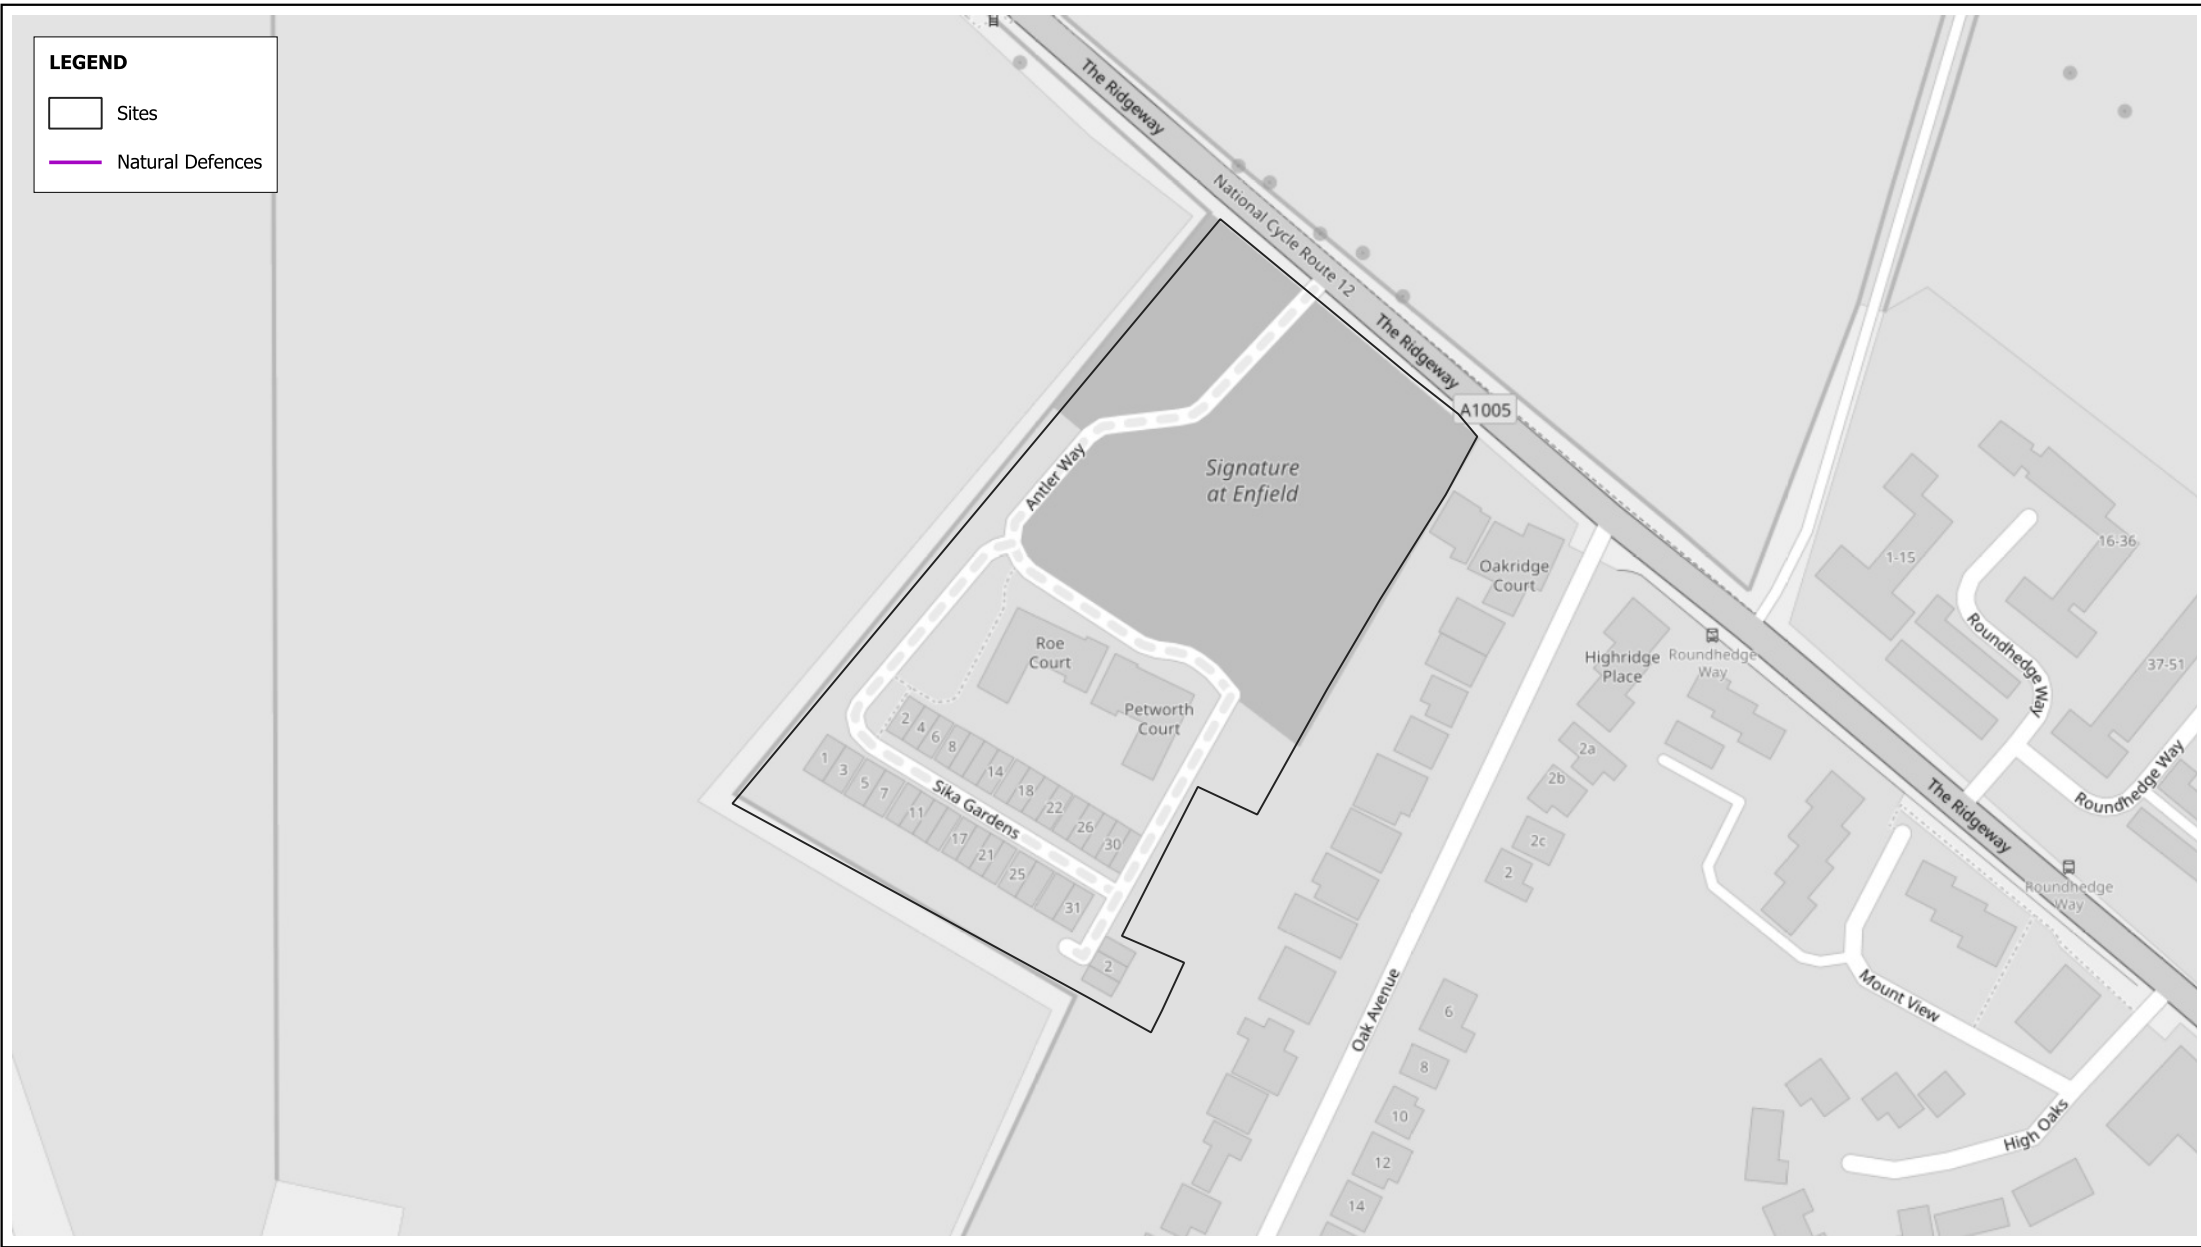 LEGEND
Sites
Natural Defences
The Ridgeway
National Cycle Route 12
The Ridgeway
A1005
Signature
at Enfield
Antler Way
Oakridge
Court
1-15
16-36
Roe
Court
Highridge
Place
Roundhedge
Way
Roundhedge Way
37-51
Petworth
Court
2
4
6
8
1
3
5
7
14
18
22
26
30
11
17
21
25
31
Sika Gardens
2
2a
2b
2c
2
Roundhedge Way
The Ridgeway
Roundhedge
Way
Oak Avenue
Mount View
High Oaks
6
8
10
12
14